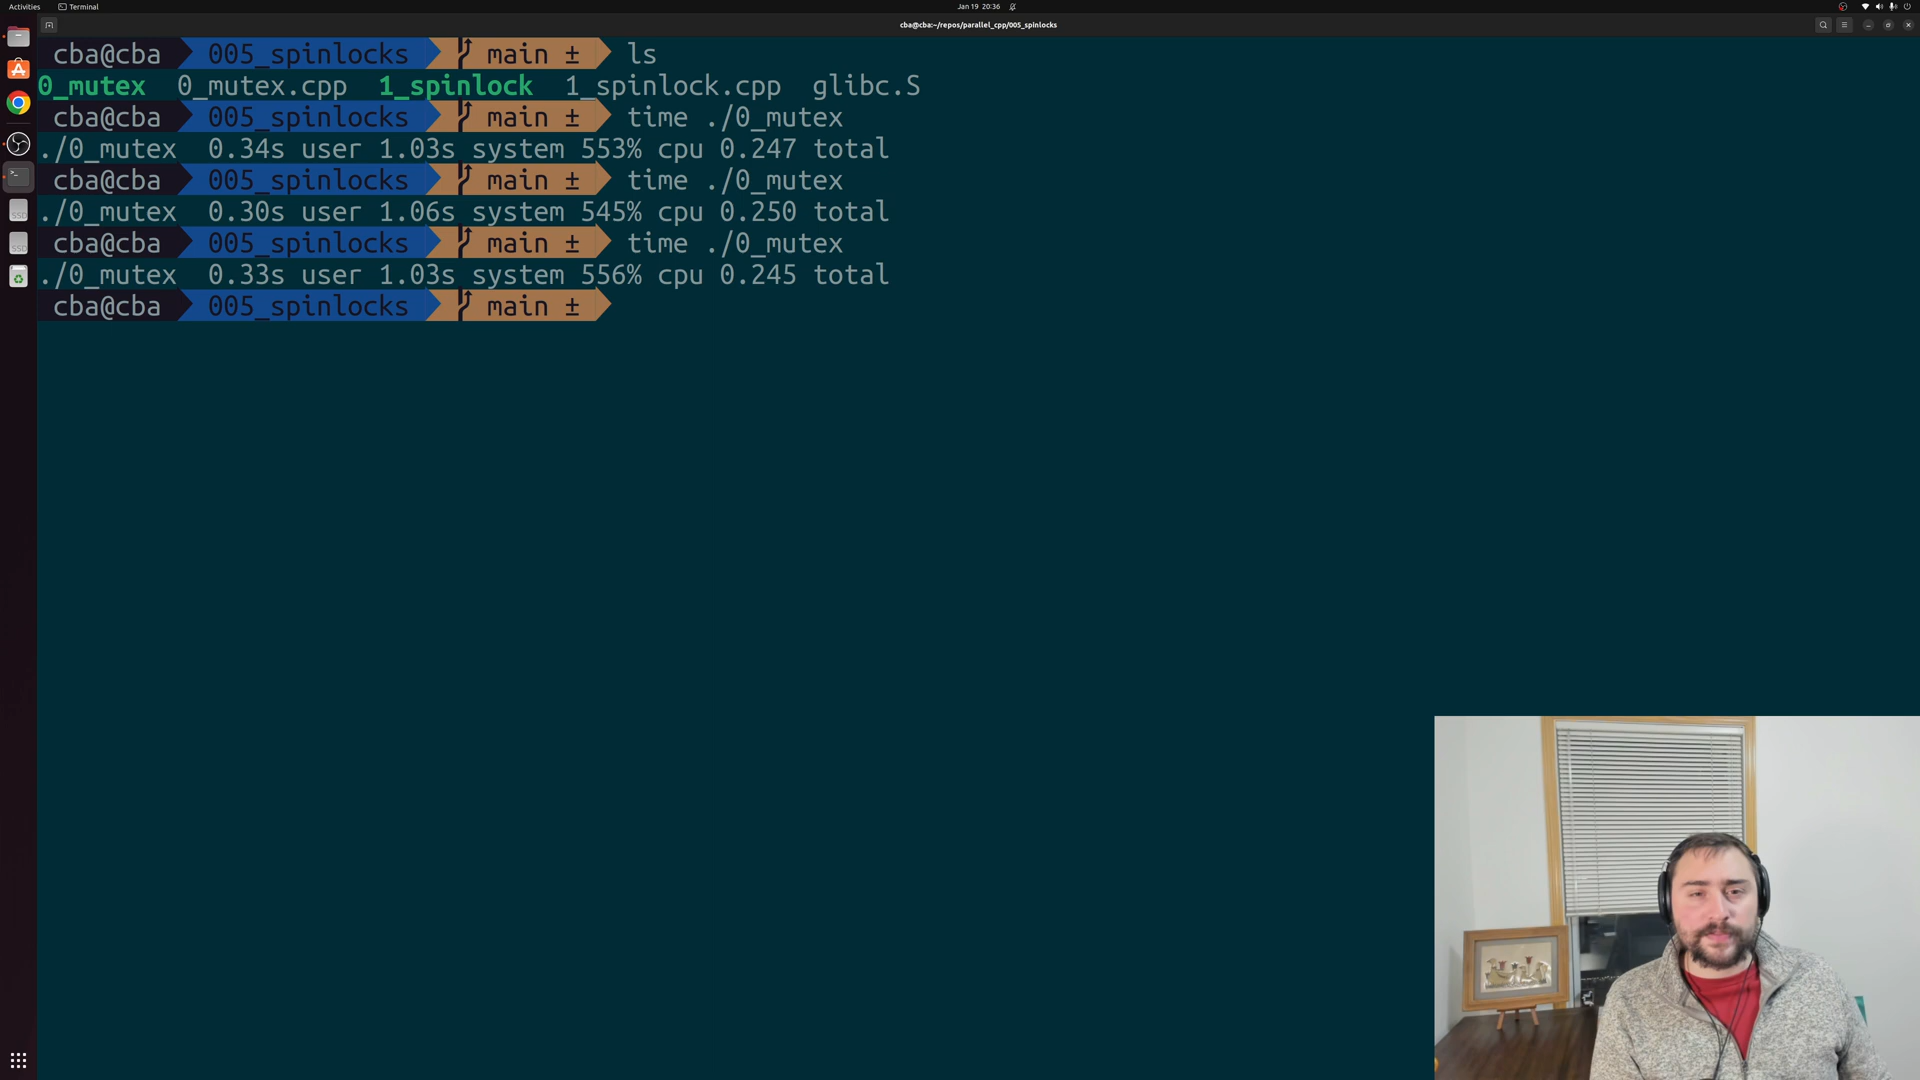 Activities Terminal Jan 19 20:36
cba@cba:~/repos/parallel_cpp/005_spinlocks
cba@cba 005_spinlocks main ± ls
0_mutex 0_mutex.cpp 1_spinlock 1_spinlock.cpp glibc.S
cba@cba 005_spinlocks main ± time ./0_mutex
./0_mutex 0.34s user 1.03s system 553% cpu 0.247 total
cba@cba 005_spinlocks main ± time ./0_mutex
./0_mutex 0.30s user 1.06s system 545% cpu 0.250 total
cba@cba 005_spinlocks main ± time ./0_mutex
./0_mutex 0.33s user 1.03s system 556% cpu 0.245 total
cba@cba 005_spinlocks main ±
SSD
SSD